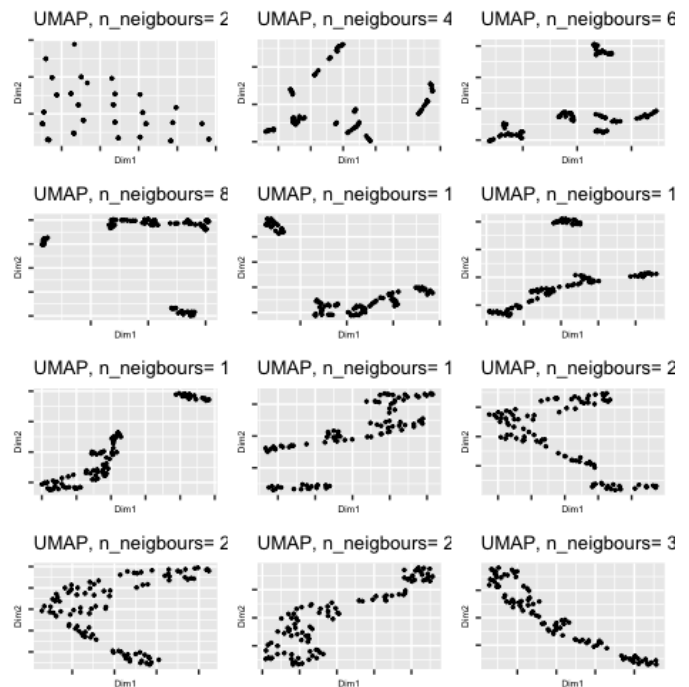 UMAP, n_neigbours= 2
Dim2
Dim1
UMAP, n_neigbours= 4
Dim2
Dim1
UMAP, n_neigbours= 6
Dim2
Dim1
UMAP, n_neigbours= 8
Dim2
Dim1
UMAP, n_neigbours= 1
Dim2
Dim1
UMAP, n_neigbours= 1
Dim2
Dim1
UMAP, n_neigbours= 1
Dim2
Dim1
UMAP, n_neigbours= 1
Dim2
Dim1
UMAP, n_neigbours= 2
Dim2
Dim1
UMAP, n_neigbours= 2
Dim2
Dim1
UMAP, n_neigbours= 2
Dim2
Dim1
UMAP, n_neigbours= 3
Dim2
Dim1